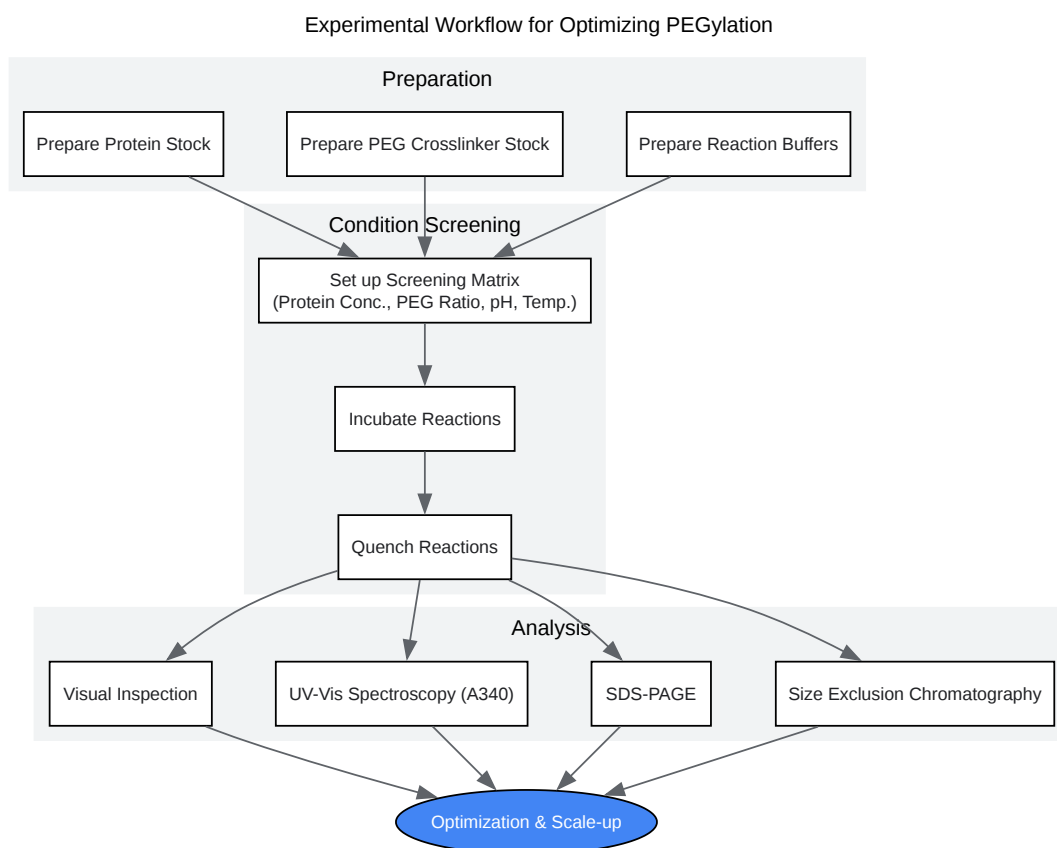 Experimental Workflow for Optimizing PEGylation
Preparation
Prepare Protein Stock
Prepare PEG Crosslinker Stock
Prepare Reaction Buffers
Condition Screening
Set up Screening Matrix
(Protein Conc., PEG Ratio, pH, Temp.)
Incubate Reactions
Quench Reactions
Analysis
Visual Inspection
UV-Vis Spectroscopy (A340)
SDS-PAGE
Size Exclusion Chromatography
Optimization & Scale-up